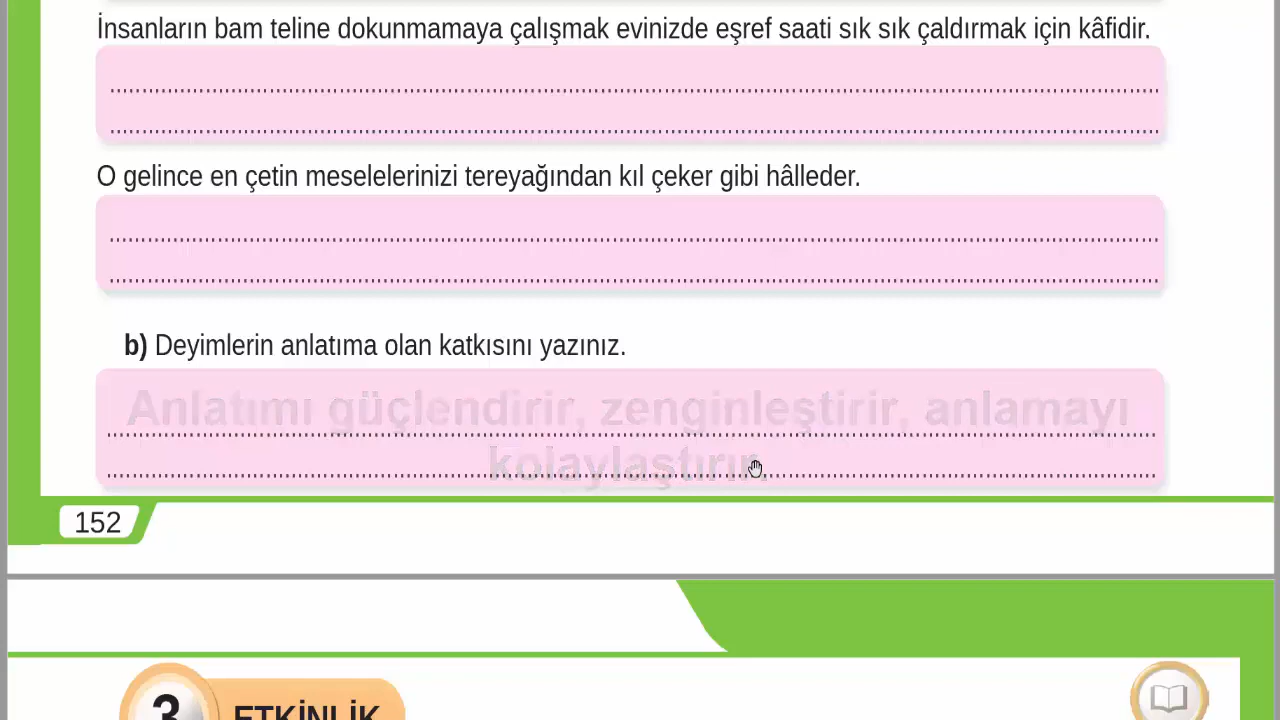 İnsanların bam teline dokunmamaya çalışmak evinizde eşref saati sık sık çaldırmak için kâfidir.
O gelince en çetin meselelerinizi tereyağından kıl çeker gibi hâlleder.
b) Deyimlerin anlatıma olan katkısını yazınız.
Anlatımı güçlendirir, zenginleştirir, anlamayı
kolaylaştırır.
152
3
ETKİNLİK